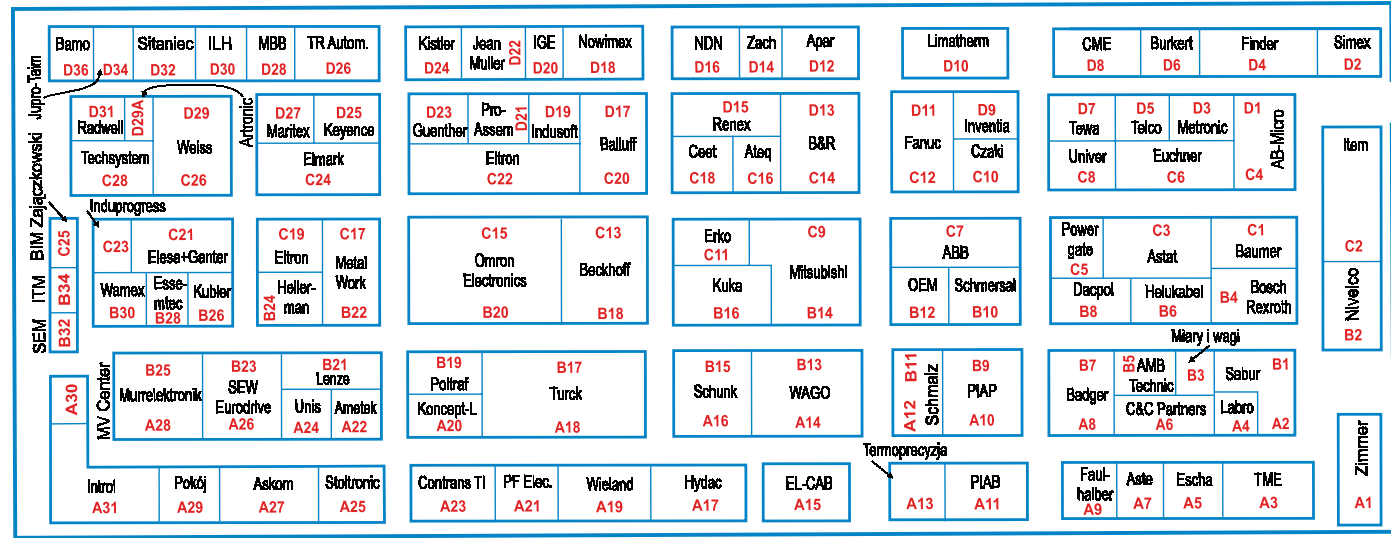 Bamo
D36
D34
Sitaniec
D32
ILH
D30
MBB
D28
TR Autom.
D26
Kistler
D24
Jean
Muller
D22
IGE
D20
Nowimex
D18
NDN
D16
Zach
D14
Apar
D12
Limatherm
D10
CME
D8
Burkert
D6
Finder
D4
Simex
D2
Jupro-Taim
D31
Radwell
D29A
D29
Weiss
C26
Artronic
Techsystem
C28
D27
Maritex
D25
Keyence
Elmark
C24
D23
Guenther
Pro-
Assem
D21
D19
Indusoft
Eltron
C22
D17
Balluff
C20
D15
Renex
Ceet
C18
Ateq
C16
D13
B&R
C14
D11
Fanuc
C12
D9
Inventia
Czaki
C10
D7
Tewa
D5
Telco
D3
Metronic
D1
AB-Micro
C4
Univer
C8
Euchner
C6
Item
C2
Nivelco
B2
BIM Zajączkowski
C25
ITM
B34
SEM
B32
Induprogress
C23
C21
Elesa+Ganter
Wamex
B30
Esse-
mtec
B28
Kubler
B26
C19
Eltron
B24
Heller-
man
C17
Metal
Work
B22
C15
Omron
Electronics
B20
C13
Beckhoff
B18
Erko
C11
Kuka
B16
C9
Mitsubishi
B14
C7
ABB
OEM
B12
Schmersal
B10
Power
gate
C5
C3
Astat
C1
Baumer
Dacpol
B8
Helukabel
B6
B4
Bosch
Rexroth
Miary i wagi
A30
MV Center
B25
Murrelektronik
A28
B23
SEW
Eurodrive
A26
B21
Lenze
Unis
A24
Ametek
A22
B19
Poltraf
Koncept-L
A20
B17
Turck
A18
B15
Schunk
A16
B13
WAGO
A14
B11
A12
Schmalz
B9
PIAP
A10
B7
Badger
A8
B5
AMB
Technic
B3
C&C Partners
A6
Sabur
B1
Labro
A4
A2
Zimmer
A1
Introl
A31
Pokój
A29
Askom
A27
Stoltronic
A25
Contrans TI
A23
PF Elec.
A21
Wieland
A19
Hydac
A17
EL-CAB
A15
Termoprecyzja
A13
PIAB
A11
Faul-
halber
A9
Aste
A7
Escha
A5
TME
A3